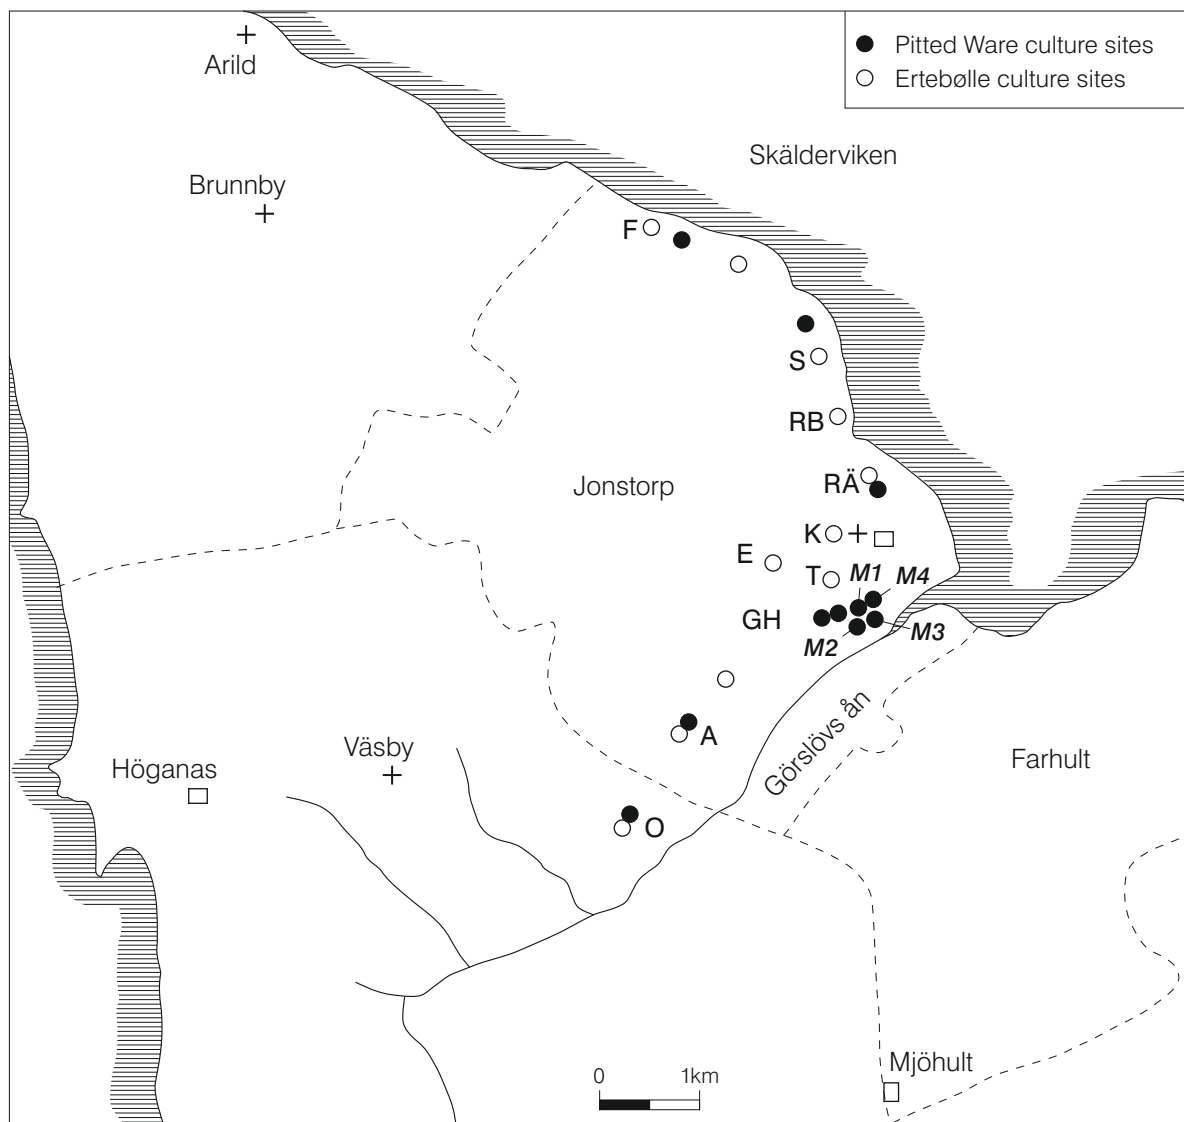 Pitted Ware culture sites
Ertebølle culture sites
Arild
Skälderviken
Brunnby
F
S
RB
Jonstorp
RÄ
K
E
T
M1
M4
GH
M2
M3
A
Görslövs ån
Väsby
Farhult
Höganas
O
0 1km
Mjöhult